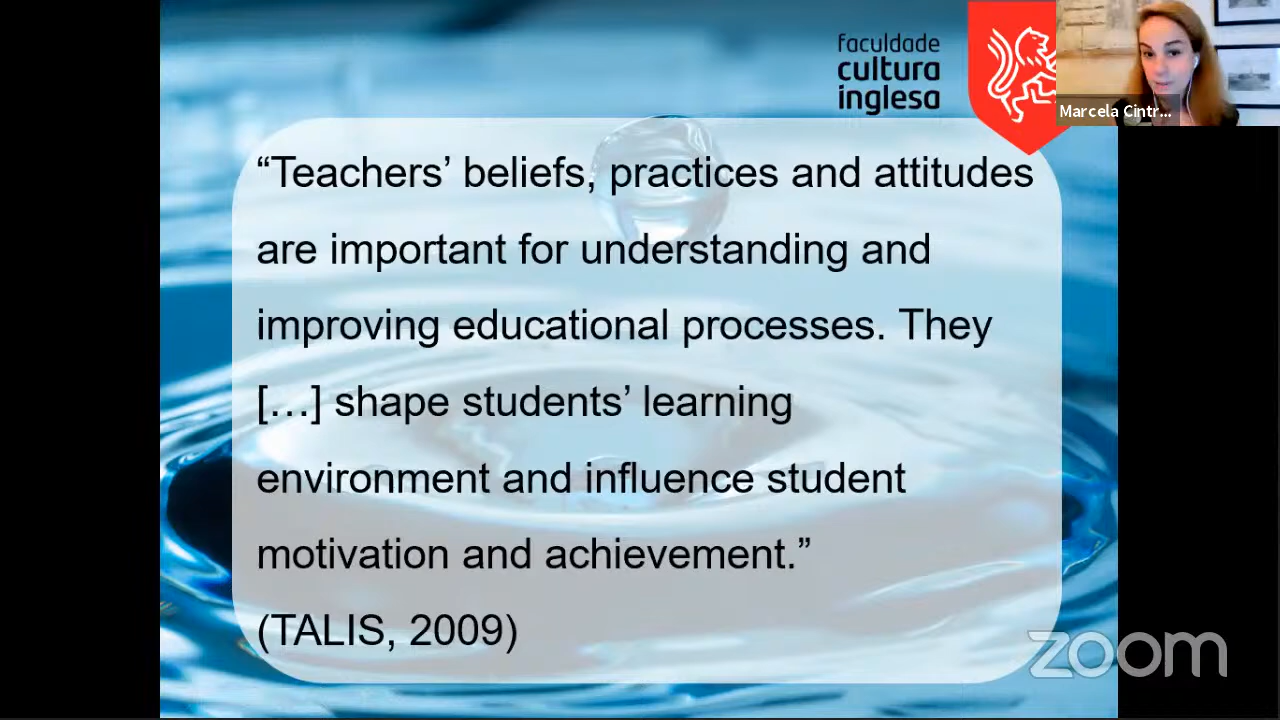 faculdade
cultura
inglesa
Marcela Cintr...
“Teachers’ beliefs, practices and attitudes
are important for understanding and
improving educational processes. They
[…] shape students’ learning
environment and influence student
motivation and achievement.”
(TALIS, 2009)
zoom